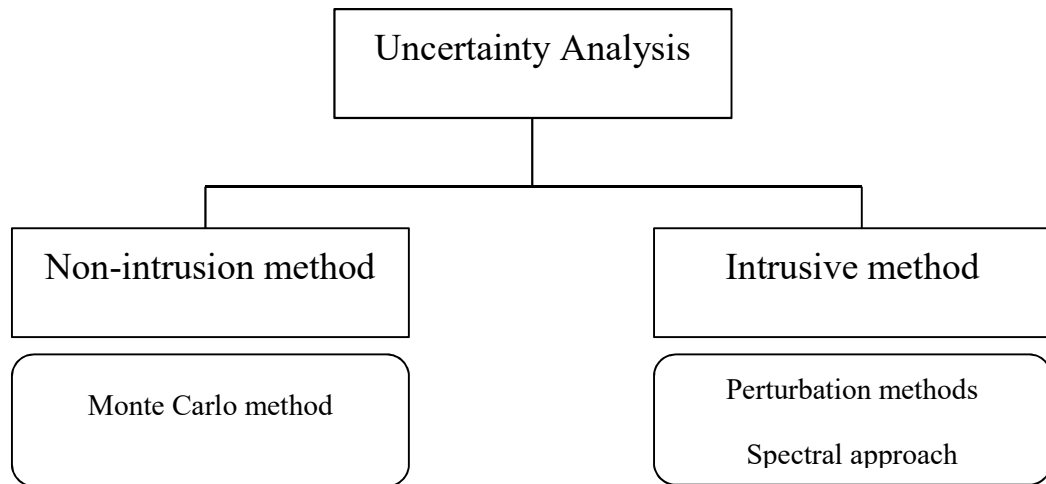 Uncertainty Analysis
Non-intrusion method
Intrusive method
Monte Carlo method
Perturbation methods
Spectral approach